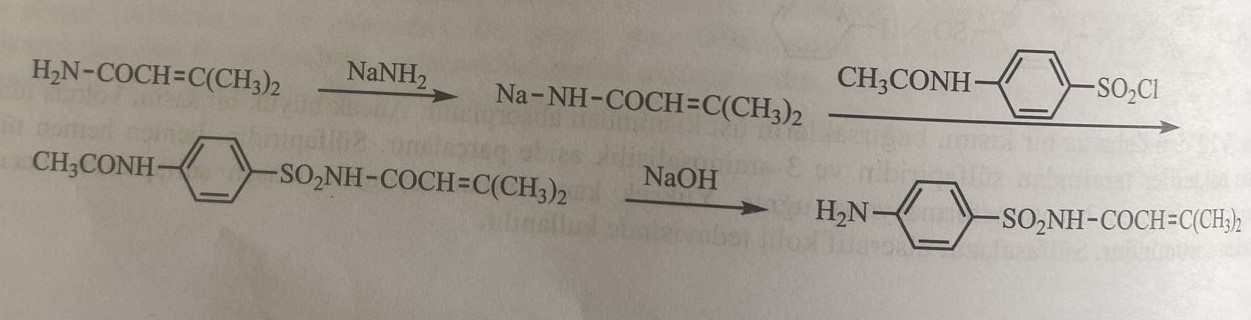 H₂N-COCH=C(CH₃)₂ NaNH₂ Na-NH-COCH=C(CH₃)₂ CH₃CONH- -SO₂Cl
CH₃CONH- -SO₂NH-COCH=C(CH₃)₂ NaOH H₂N- -SO₂NH-COCH=C(CH₃)₂